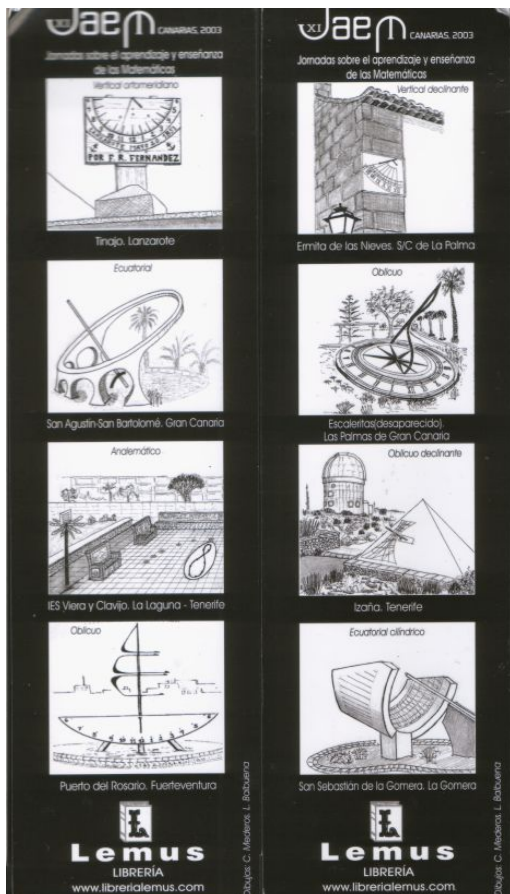 XI Jaem CANARIAS, 2003
Jornadas sobre el aprendizaje y enseñanza
de las Matemáticas
Vertical ortomeridiano
POR F. R. FERNANDEZ
Tinajo. Lanzarote
Ecuatorial
San Agustín-San Bartolomé. Gran Canaria
Analemático
IES Viera y Clavijo. La Laguna - Tenerife
Oblicuo
Puerto del Rosario. Fuerteventura
L
Lemus
LIBRERÍA
www.librerialemus.com
Dibujos: C. Mederos. L. Balbuena
XI Jaem CANARIAS, 2003
Jornadas sobre el aprendizaje y enseñanza
de las Matemáticas
Vertical declinante
Ermita de las Nieves. S/C de La Palma
Oblicuo
Escaleritas(desaparecido).
Las Palmas de Gran Canaria
Oblicuo declinante
Izaña. Tenerife
Ecuatorial cilíndrico
San Sebastián de la Gomera. La Gomera
L
Lemus
LIBRERÍA
www.librerialemus.com
Dibujos: C. Mederos. L. Balbuena